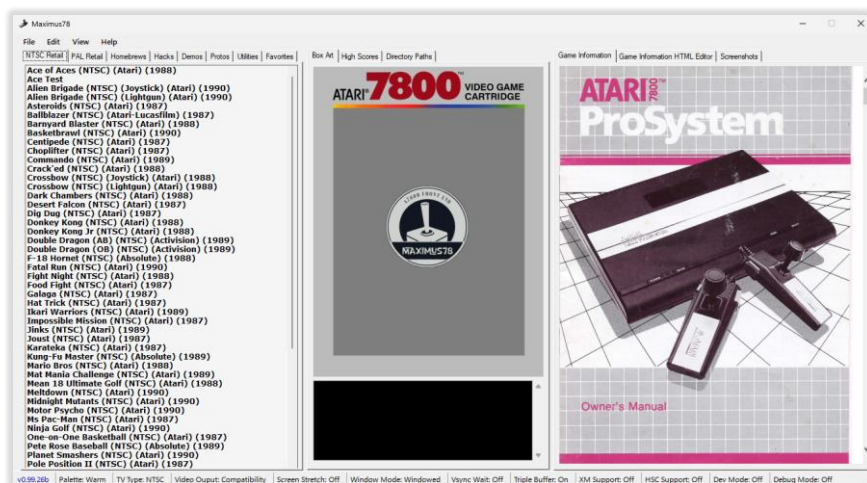 Maximus78
File Edit View Help
NTSC Retail PAL Retail Homebrews Hacks Demos Protos Utilities Favorites
Ace of Aces (NTSC) (Atari) (1988)
Ace Test
Alien Brigade (NTSC) (Joystick) (Atari) (1990)
Alien Brigade (NTSC) (Lightgun) (Atari) (1990)
Asteroids (NTSC) (Atari) (1987)
Ballblazer (NTSC) (Atari-Lucasfilm) (1987)
Barnyard Blaster (NTSC) (Atari) (1988)
Basketbrawl (NTSC) (Atari) (1990)
Centipede (NTSC) (Atari) (1987)
Choplifter (NTSC) (Atari) (1987)
Commando (NTSC) (Atari) (1989)
Crack'ed (NTSC) (Atari) (1988)
Crossbow (NTSC) (Joystick) (Atari) (1988)
Crossbow (NTSC) (Lightgun) (Atari) (1988)
Dark Chambers (NTSC) (Atari) (1988)
Desert Falcon (NTSC) (Atari) (1987)
Dig Dug (NTSC) (Atari) (1987)
Donkey Kong (NTSC) (Atari) (1988)
Donkey Kong Jr (NTSC) (Atari) (1988)
Double Dragon (AB) (NTSC) (Activision) (1989)
Double Dragon (OB) (NTSC) (Activision) (1989)
F-18 Hornet (NTSC) (Absolute) (1988)
Fatal Run (NTSC) (Atari) (1990)
Fight Night (NTSC) (Atari) (1988)
Food Fight (NTSC) (Atari) (1987)
Galaga (NTSC) (Atari) (1987)
Hat Trick (NTSC) (Atari) (1987)
Ikari Warriors (NTSC) (Atari) (1989)
Impossible Mission (NTSC) (Atari) (1987)
Jinks (NTSC) (Atari) (1989)
Joust (NTSC) (Atari) (1987)
Karateka (NTSC) (Atari) (1987)
Kung-Fu Master (NTSC) (Absolute) (1989)
Mario Bros (NTSC) (Atari) (1988)
Mat Mania Challenge (NTSC) (Atari) (1989)
Mean 18 Ultimate Golf (NTSC) (Atari) (1988)
Meltdown (NTSC) (Atari) (1990)
Midnight Mutants (NTSC) (Atari) (1990)
Motor Psycho (NTSC) (Atari) (1990)
Ms Pac-Man (NTSC) (Atari) (1987)
Ninja Golf (NTSC) (Atari) (1990)
One-on-One Basketball (NTSC) (Atari) (1987)
Pete Rose Baseball (NTSC) (Absolute) (1989)
Planet Smashers (NTSC) (Atari) (1990)
Pole Position II (NTSC) (Atari) (1987)
Box Art High Scores Directory Paths
ATARI® 7800™ VIDEO GAME
CARTRIDGE
MAXIMUS78
Game Information Game Information HTML Editor Screenshots
ATARI 7800™
ProSystem
Owner's Manual
v0.99.26b Palette: Warm TV Type: NTSC Video Ouput: Compatibility Screen Stretch: Off Window Mode: Windowed Vsync Wait: Off Triple Buffer: On XM Support: Off HSC Support: Off Dev Mode: Off Debug Mode: Off